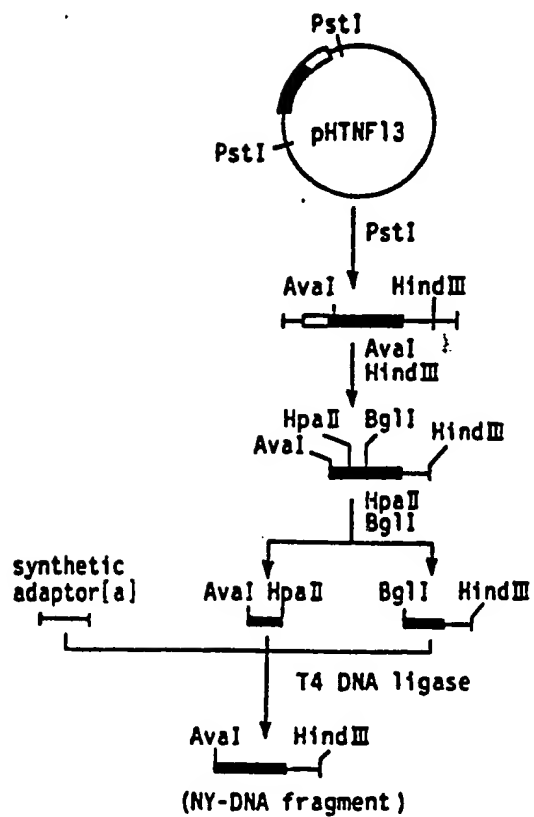 PstI
pHTNF13
PstI
PstI
AvaI HindⅢ
AvaI
HindⅢ
HpaⅡ BglI
AvaI HindⅢ
HpaⅡ
BglI
synthetic
adaptor[a]
AvaI HpaⅡ BglI HindⅢ
T4 DNA ligase
AvaI HindⅢ
(NY-DNA fragment)